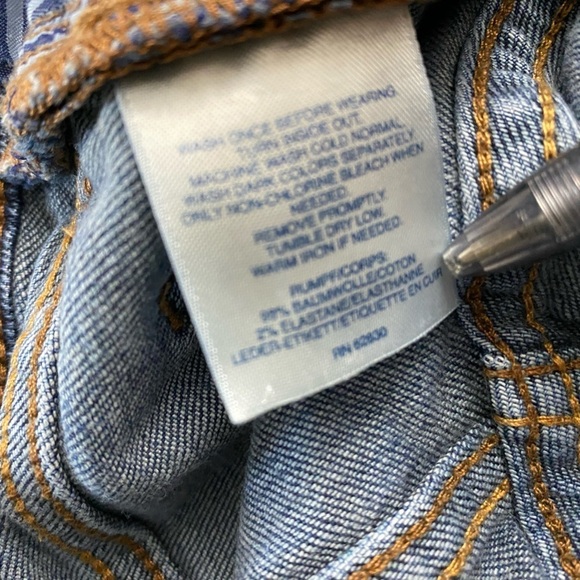 WASH ONCE BEFORE WEARING.
TURN INSIDE OUT.
MACHINE WASH COLD NORMAL.
WASH DARK COLORS SEPARATELY.
ONLY NON-CHLORINE BLEACH WHEN
NEEDED.
REMOVE PROMPTLY.
TUMBLE DRY LOW.
WARM IRON IF NEEDED.
RUMPF/CORPS:
BAUMWOLLE/COTON
2% ELASTANE/ELASTHANNE
LEDER-ETIKETT/ETIQUETTE EN CUIR
RN 62830